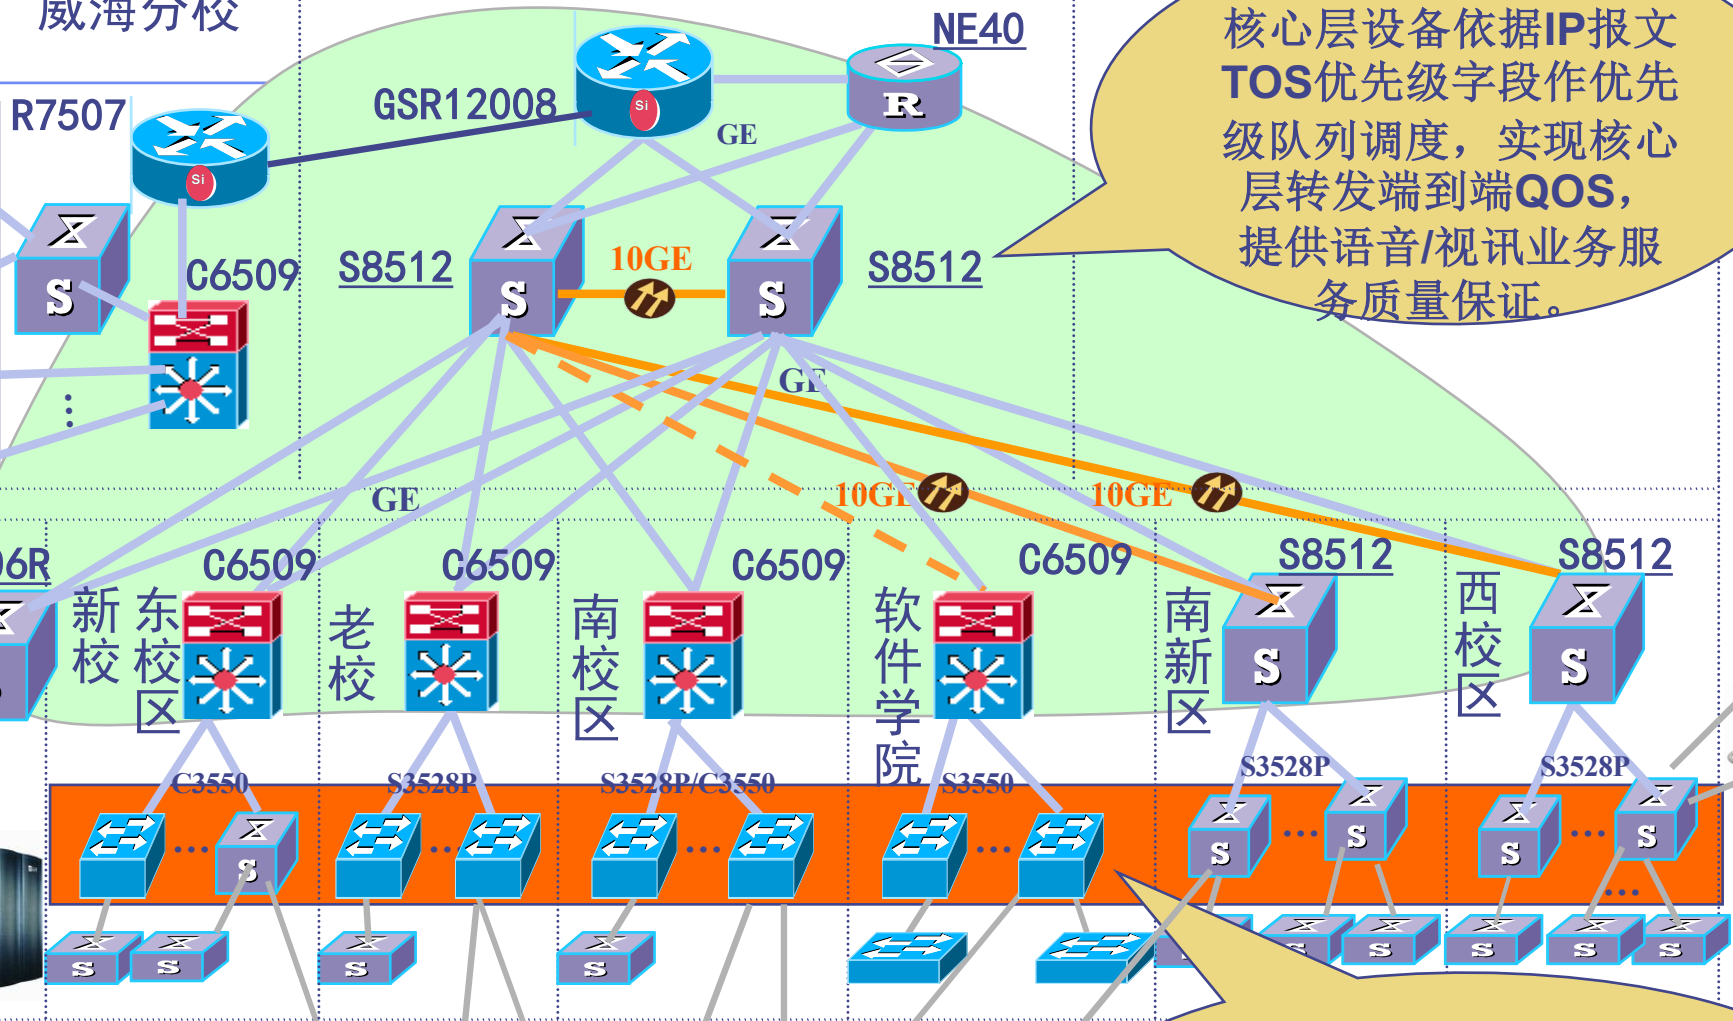 威海分校
NE40
核心层设备依据IP报文
TOS优先级字段作优先
级队列调度，实现核心
层转发端到端QOS，
提供语音/视讯业务服
务质量保证。
R7507
GSR12008
Si
GE
R
Si
C6509
S8512
10GE
S8512
S
S
S
GE
GE
10GE
10GE
06R
C6509
C6509
C6509
C6509
S8512
S8512
新校
东校区
老校
南校区
软件学院
南新区
西校区
S
S
C3550
S3528P
S3528P/C3550
S3550
S3528P
S3528P
...
...
...
...
...
...
S
S
S
S
S
...
S
S
S
S
S
S
S
S
S